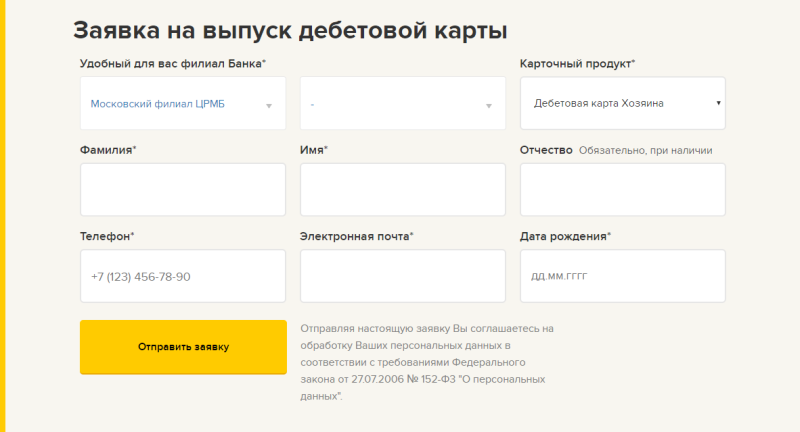 Заявка на выпуск дебетовой карты
Удобный для вас филиал Банка*
Карточный продукт*
Московский филиал ЦРМБ
-
Дебетовая карта Хозяина
Фамилия*
Имя*
Отчество Обязательно, при наличии
Телефон*
Электронная почта*
Дата рождения*
+7 (123) 456-78-90
дд.мм.гггг
Отправить заявку
Отправляя настоящую заявку Вы соглашаетесь на
обработку Ваших персональных данных в
соответствии с требованиями Федерального
закона от 27.07.2006 № 152-ФЗ "О персональных
данных".